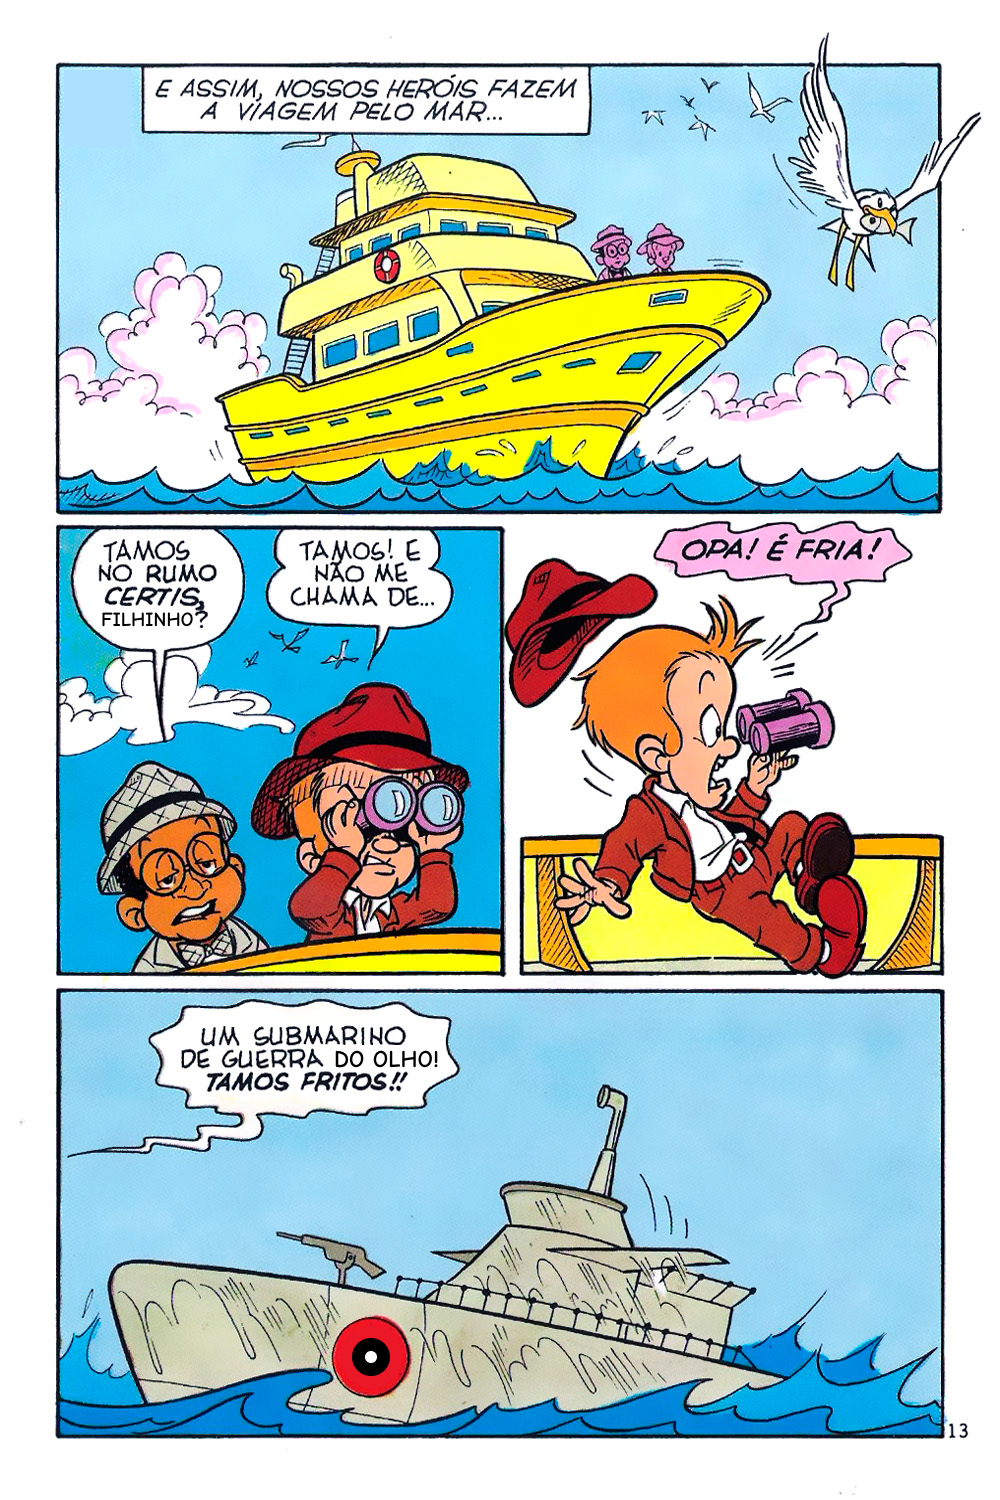 E ASSIM, NOSSOS HERÓIS FAZEM
A VIAGEM PELO MAR...
TAMOS
NO RUMO
CERTIS,
FILHINHO?
TAMOS! E
NÃO ME
CHAMA DE...
OPA! É FRIA!
UM SUBMARINO
DE GUERRA DO OLHO!
TAMOS FRITOS!!
13